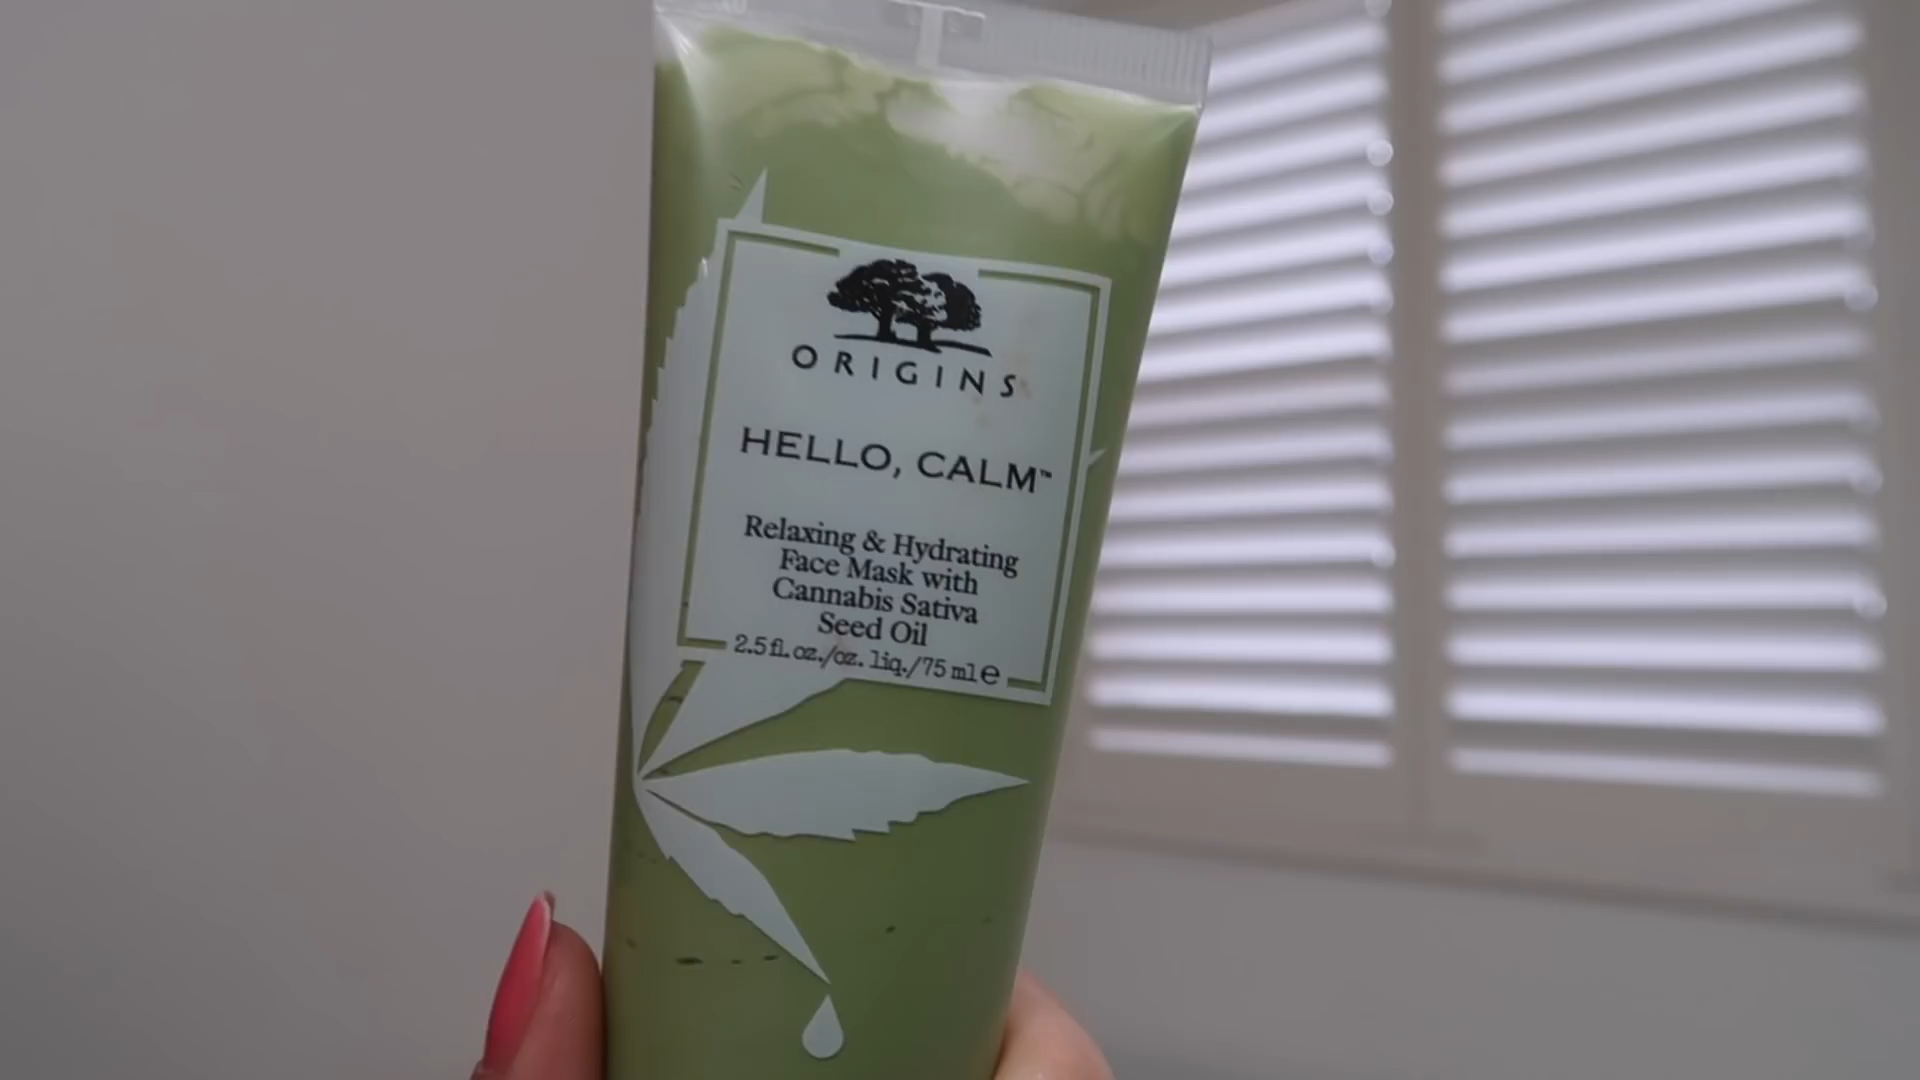 ORIGINS
HELLO, CALM™
Relaxing & Hydrating
Face Mask with
Cannabis Sativa
Seed Oil
2.5 fl. oz./oz. liq./75 ml ℮